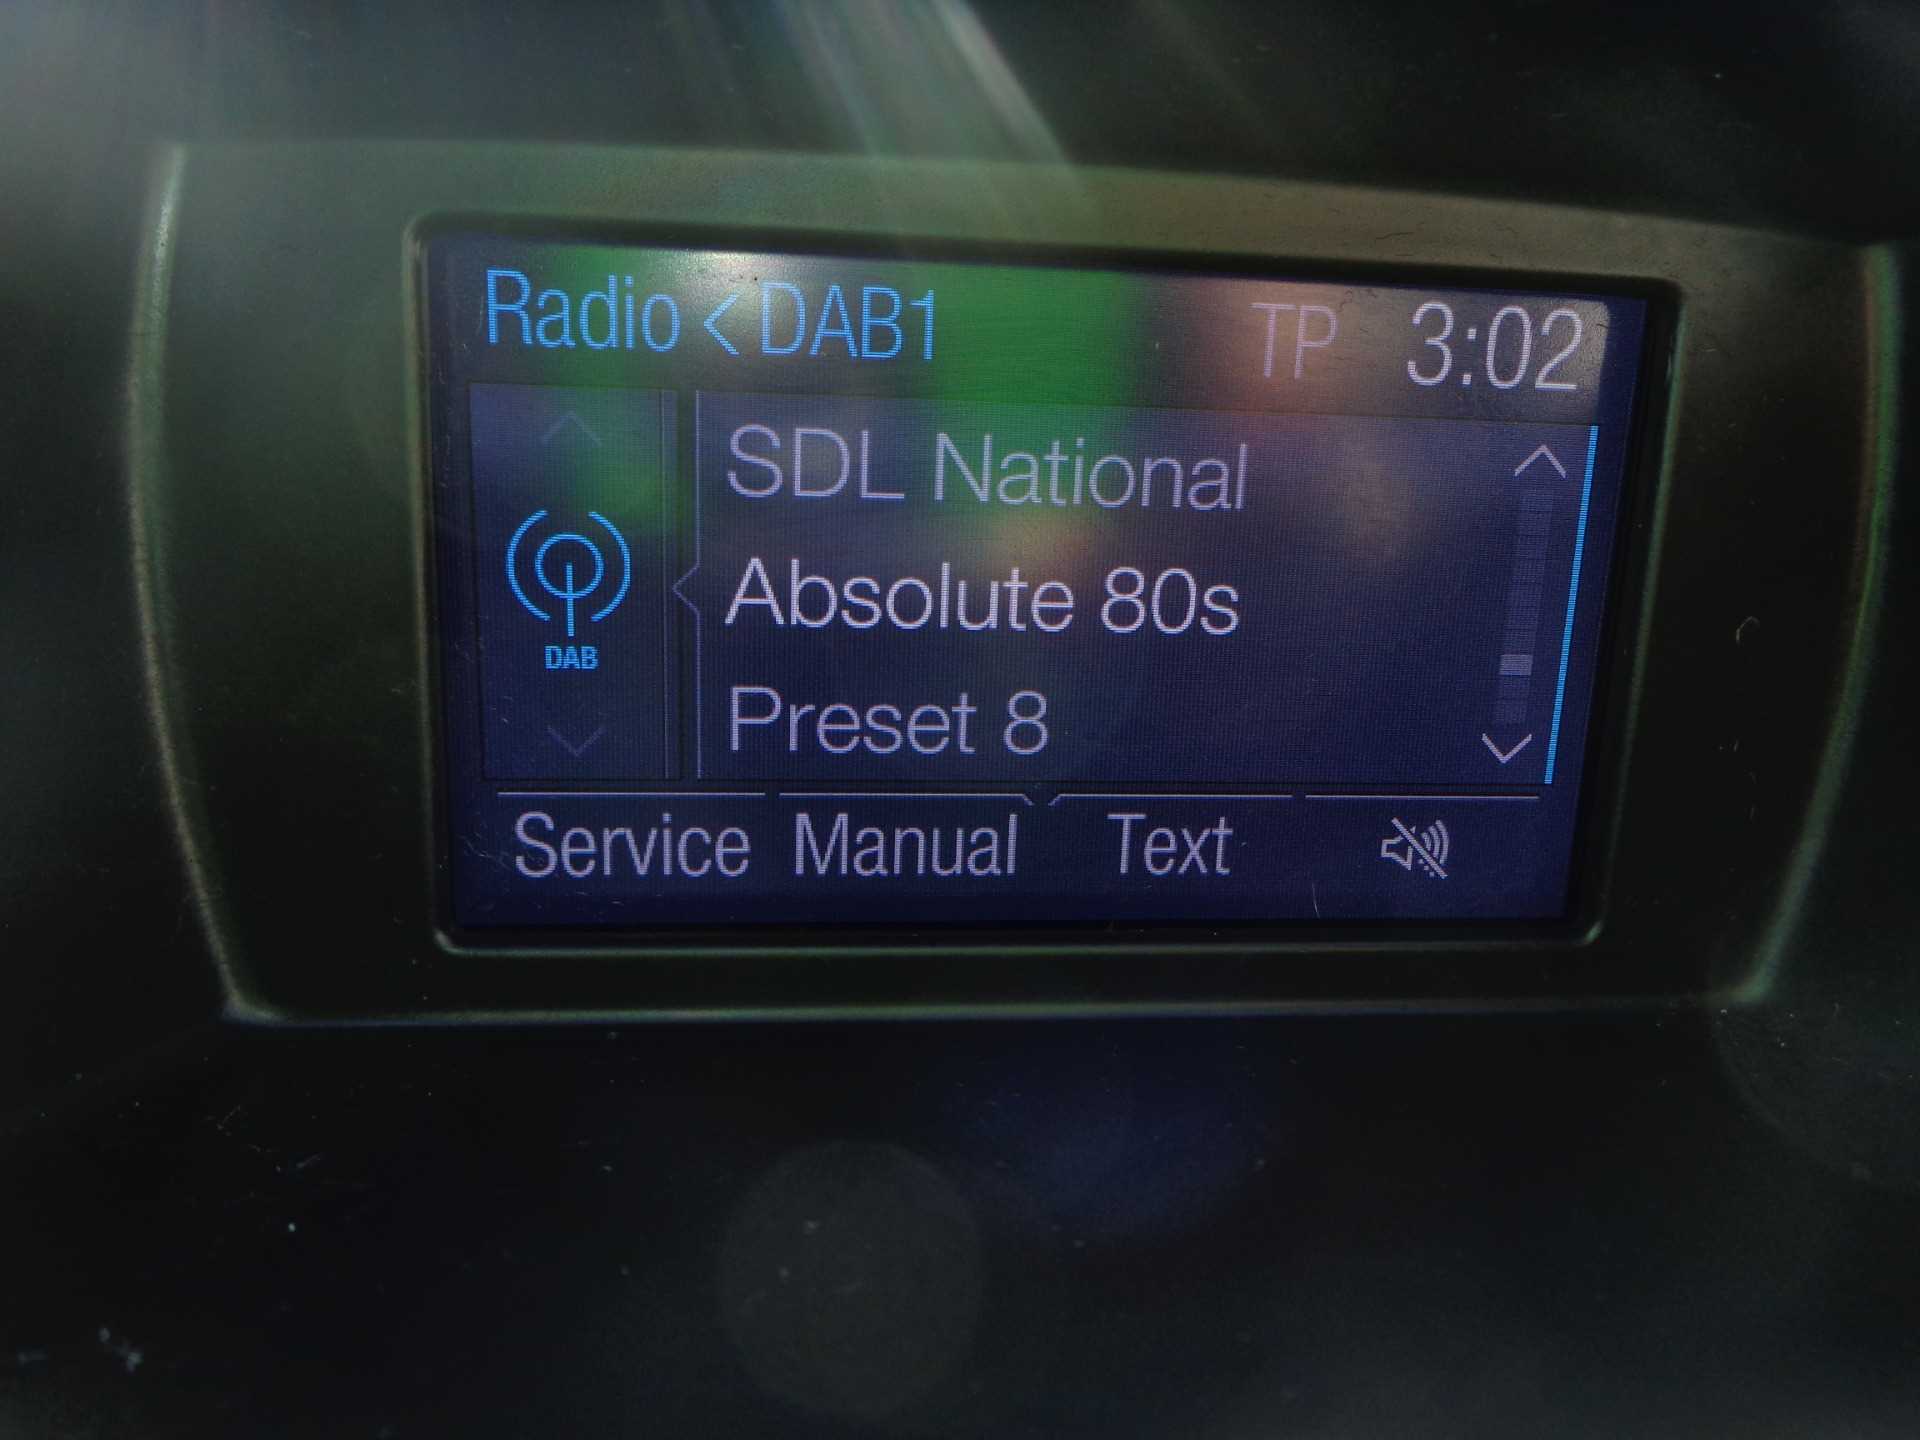 Radio < DAB1 TP 3:02
SDL National
Absolute 80s
DAB
Preset 8
Service Manual Text